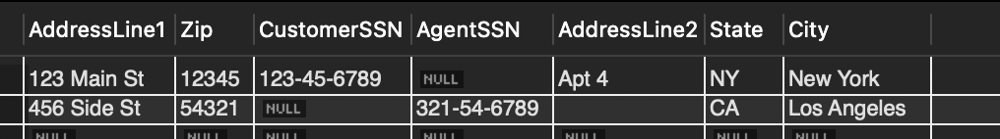 AddressLine1 Zip CustomerSSN AgentSSN AddressLine2 State City
123 Main St 12345 123-45-6789 NULL Apt 4 NY New York
456 Side St 54321 NULL 321-54-6789 CA Los Angeles
NULL NULL NULL NULL NULL NULL NULL